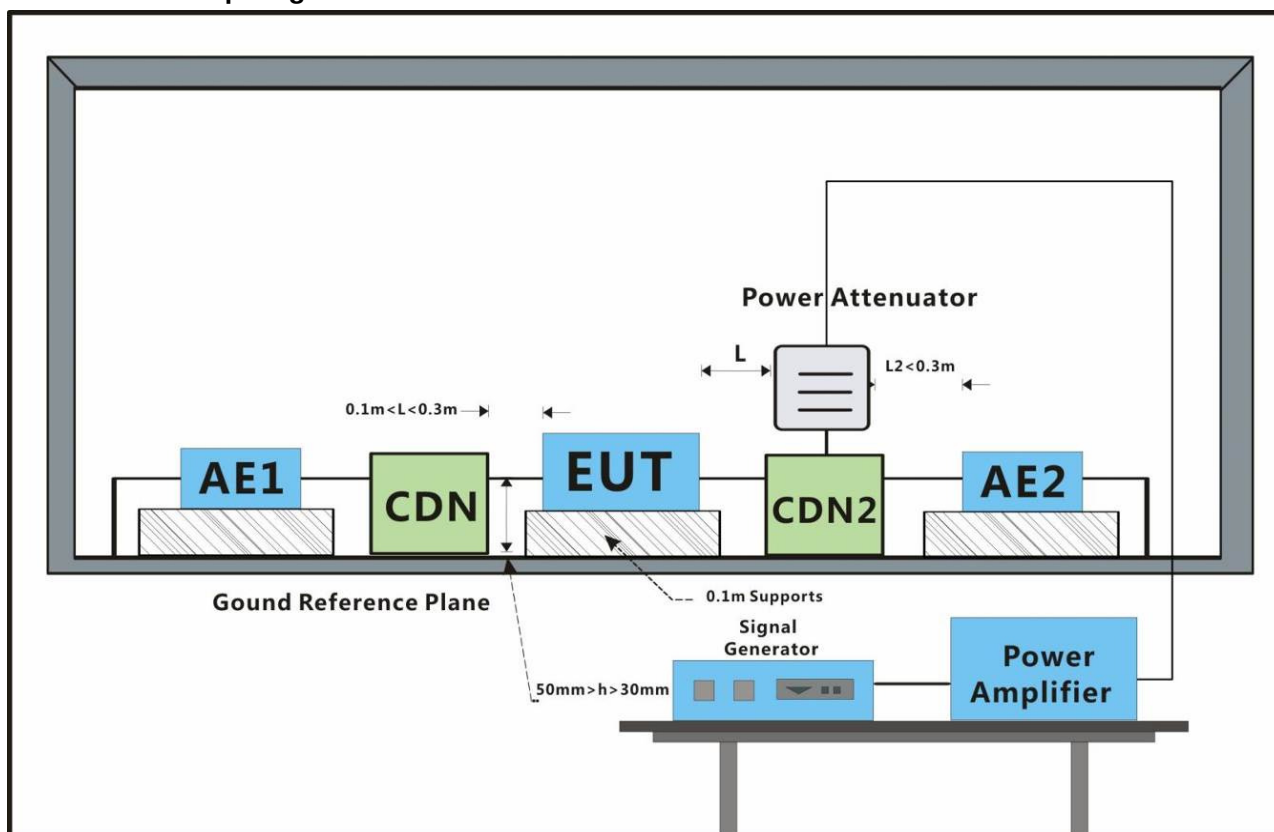 Power Attenuator
L
L2<0.3m
0.1m<L<0.3m
AE1
CDN
EUT
CDN2
AE2
Gound Reference Plane
0.1m Supports
Signal
Generator
Power
Amplifier
50mm>h>30mm